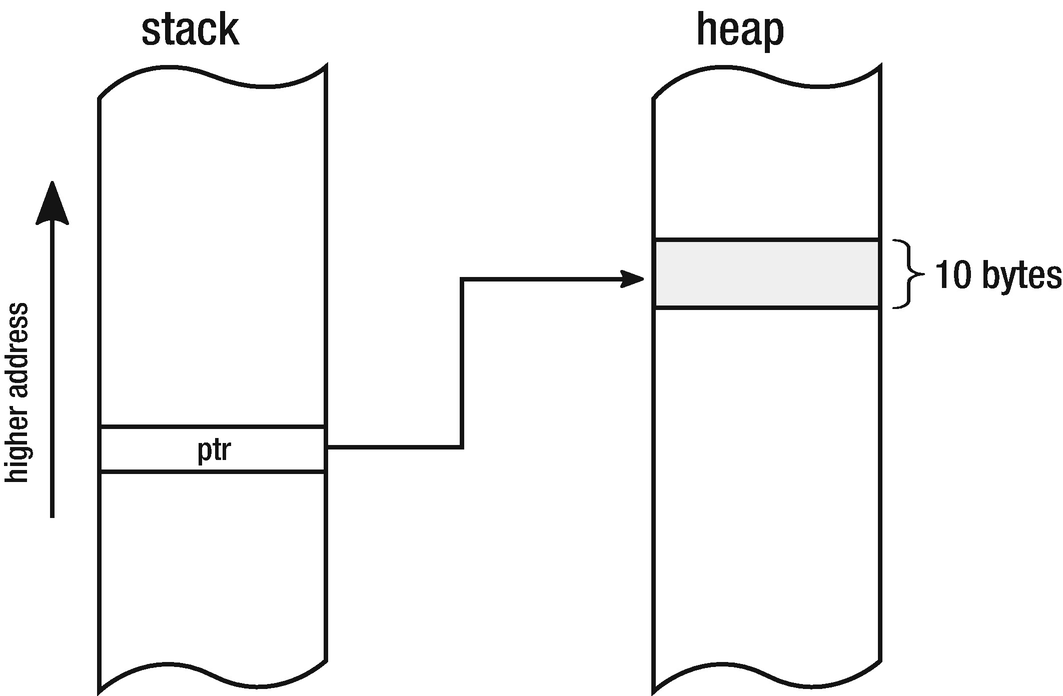 stack
heap
higher address
ptr
10 bytes